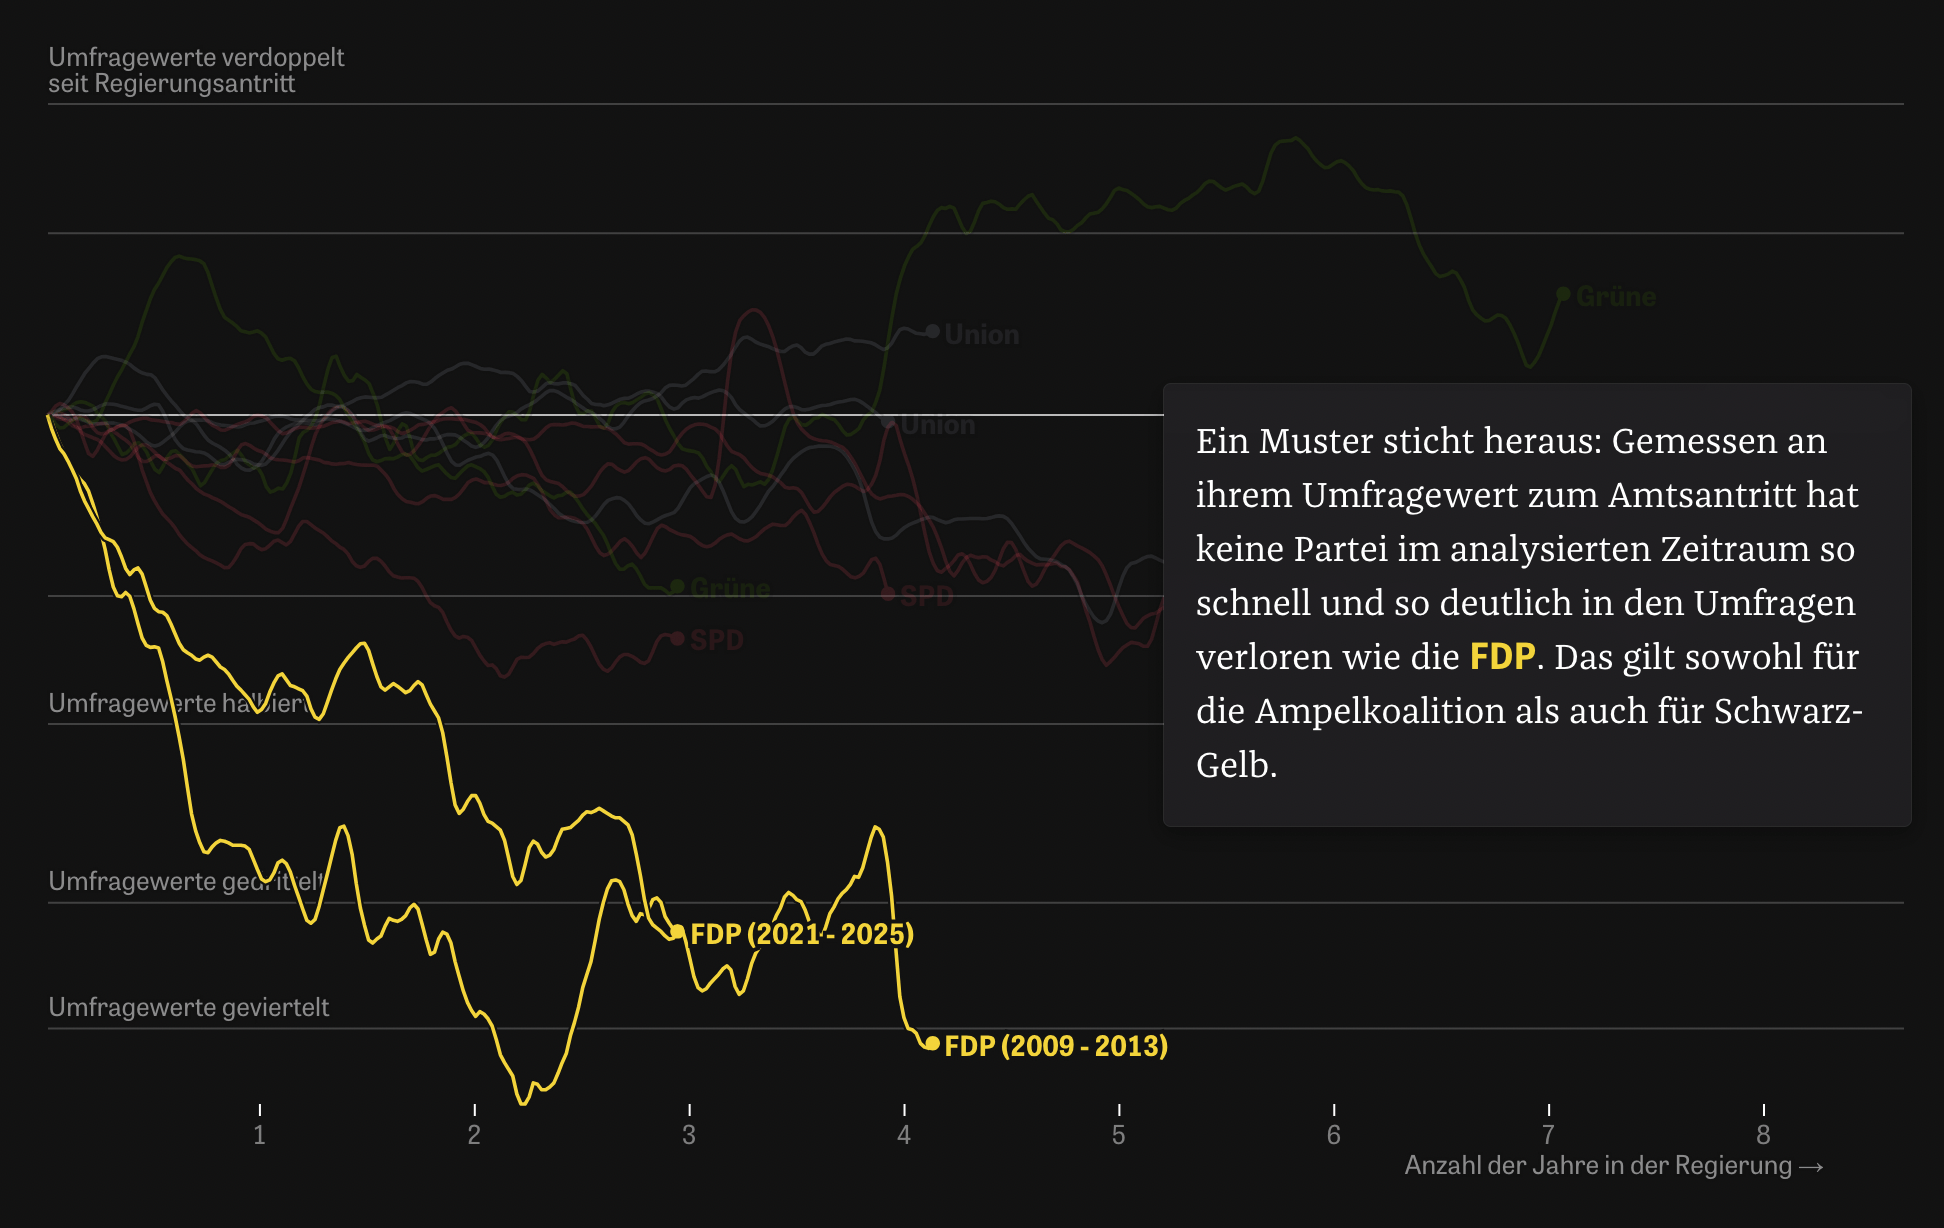 Umfragewerte verdoppelt
seit Regierungsantritt
Grüne
Union
Union
Ein Muster sticht heraus: Gemessen an
ihrem Umfragewert zum Amtsantritt hat
keine Partei im analysierten Zeitraum so
schnell und so deutlich in den Umfragen
verloren wie die FDP. Das gilt sowohl für
die Ampelkoalition als auch für Schwarz-
Gelb.
Grüne
SPD
SPD
Umfragewerte halbiert
Umfragewerte gedrittelt
FDP (2021 - 2025)
Umfragewerte geviertelt
FDP (2009 - 2013)
1 2 3 4 5 6 7 8
Anzahl der Jahre in der Regierung →